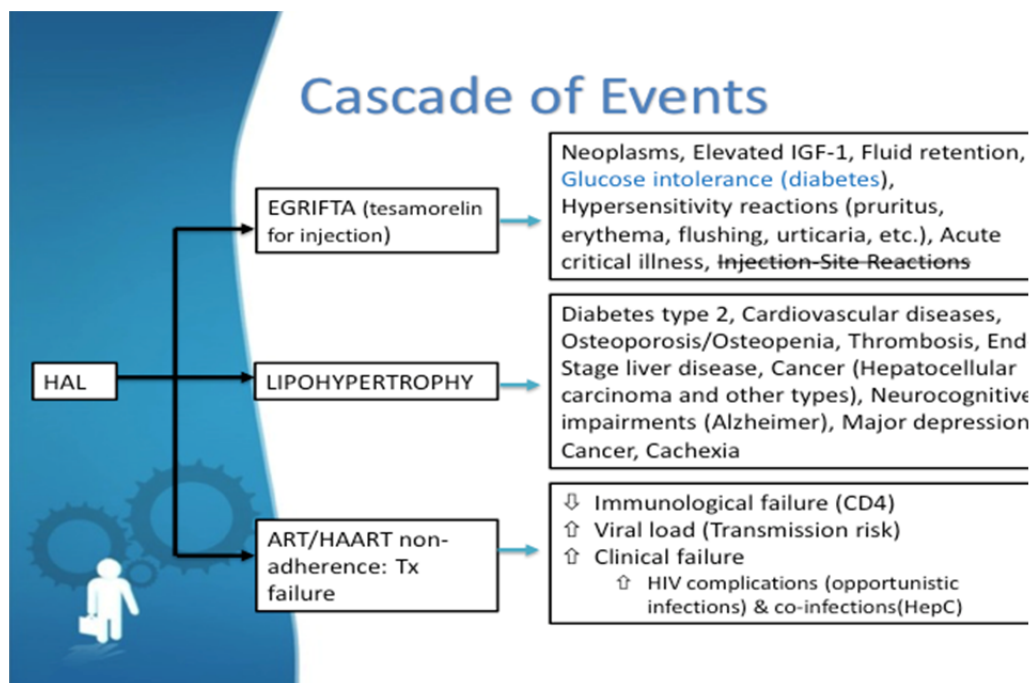 Cascade of Events
Neoplasms, Elevated IGF-1, Fluid retention,
Glucose intolerance (diabetes),
Hypersensitivity reactions (pruritus,
erythema, flushing, urticaria, etc.), Acute
critical illness, Injection-Site Reactions
EGRIFTA (tesamorelin
for injection)
Diabetes type 2, Cardiovascular diseases,
Osteoporosis/Osteopenia, Thrombosis, End
Stage liver disease, Cancer (Hepatocellular
carcinoma and other types), Neurocognitive
impairments (Alzheimer), Major depression
Cancer, Cachexia
HAL
LIPOHYPERTROPHY
⇩ Immunological failure (CD4)
⇧ Viral load (Transmission risk)
⇧ Clinical failure
⇧ HIV complications (opportunistic
infections) & co-infections(HepC)
ART/HAART non-
adherence: Tx
failure